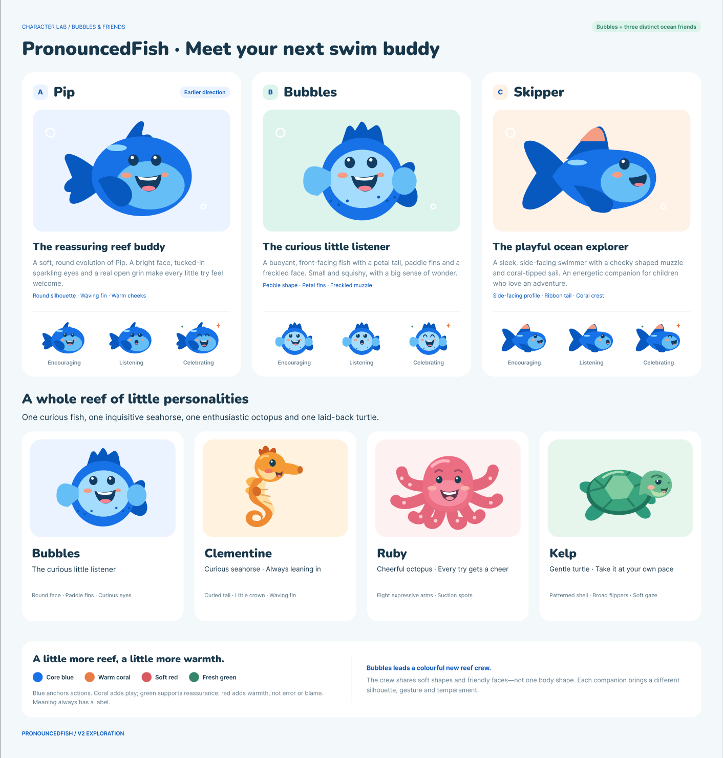 CHARACTER LAB / BUBBLES & FRIENDS
Bubbles + three distinct ocean friends
PronouncedFish · Meet your next swim buddy
A Pip
Earlier direction
The reassuring reef buddy
A soft, round evolution of Pip. A bright face, tucked-in
sparkling eyes and a real open grin make every little try feel
welcome.
Round silhouette · Waving fin · Warm cheeks
Encouraging
Listening
Celebrating
B Bubbles
The curious little listener
A buoyant, front-facing fish with a petal tail, paddle fins and a
freckled face. Small and squishy, with a big sense of wonder.
Pebble shape · Petal fins · Freckled muzzle
Encouraging
Listening
Celebrating
C Skipper
The playful ocean explorer
A sleek, side-facing swimmer with a cheeky-shaped muzzle
and coral-tipped sail. An energetic companion for children
who love an adventure.
Side-facing profile · Ribbon tail · Coral crest
Encouraging
Listening
Celebrating
A whole reef of little personalities
One curious fish, one inquisitive seahorse, one enthusiastic octopus and one laid-back turtle.
Bubbles
The curious little listener
Round face · Paddle fins · Curious eyes
Clementine
Curious seahorse · Always leaning in
Curled tail · Little crown · Waving fin
Ruby
Cheerful octopus · Every try gets a cheer
Eight expressive arms · Suction spots
Kelp
Gentle turtle · Take it at your own pace
Patterned shell · Broad flippers · Soft gaze
A little more reef, a little more warmth.
Core blue
Warm coral
Soft red
Fresh green
Blue anchors actions. Coral adds play; green supports reassurance; red adds warmth, not error or blame.
Meaning always has a label.
Bubbles leads a colourful new reef crew.
The crew shares soft shapes and friendly faces—not one body shape. Each companion brings a different
silhouette, gesture and temperament.
PRONOUNCEDFISH / V2 EXPLORATION